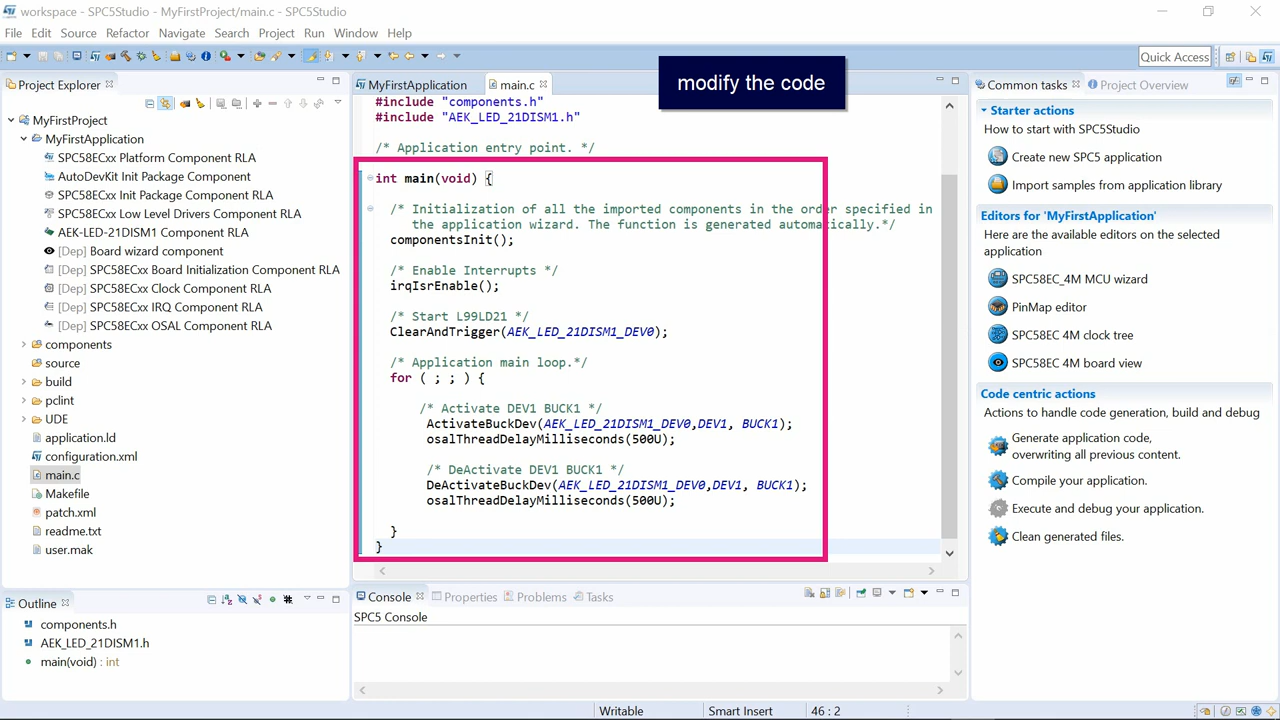 workspace - SPC5Studio - MyFirstProject/main.c - SPC5Studio
File Edit Source Refactor Navigate Search Project Run Window Help
Quick Access
Project Explorer
MyFirstProject
MyFirstApplication
SPC58ECxx Platform Component RLA
AutoDevKit Init Package Component
SPC58ECxx Init Package Component RLA
SPC58ECxx Low Level Drivers Component RLA
AEK-LED-21DISM1 Component RLA
[Dep] Board wizard component
[Dep] SPC58ECxx Board Initialization Component RLA
[Dep] SPC58ECxx Clock Component RLA
[Dep] SPC58ECxx IRQ Component RLA
[Dep] SPC58ECxx OSAL Component RLA
components
source
build
pclint
UDE
application.ld
configuration.xml
main.c
Makefile
patch.xml
readme.txt
user.mak
Outline
components.h
AEK_LED_21DISM1.h
main(void) : int
MyFirstApplication main.c
modify the code
#include "components.h"
#include "AEK_LED_21DISM1.h"
/* Application entry point. */
int main(void) {
/* Initialization of all the imported components in the order specified in
the application wizard. The function is generated automatically.*/
componentsInit();
/* Enable Interrupts */
irqIsrEnable();
/* Start L99LD21 */
ClearAndTrigger(AEK_LED_21DISM1_DEV0);
/* Application main loop.*/
for ( ; ; ) {
/* Activate DEV1 BUCK1 */
ActivateBuckDev(AEK_LED_21DISM1_DEV0,DEV1, BUCK1);
osalThreadDelayMilliseconds(500U);
/* DeActivate DEV1 BUCK1 */
DeActivateBuckDev(AEK_LED_21DISM1_DEV0,DEV1, BUCK1);
osalThreadDelayMilliseconds(500U);
}
}
Console Properties Problems Tasks
SPC5 Console
Common tasks Project Overview
Starter actions
How to start with SPC5Studio
Create new SPC5 application
Import samples from application library
Editors for 'MyFirstApplication'
Here are the available editors on the selected
application
SPC58EC_4M MCU wizard
PinMap editor
SPC58EC 4M clock tree
SPC58EC 4M board view
Code centric actions
Actions to handle code generation, build and debug
Generate application code,
overwriting all previous content.
Compile your application.
Execute and debug your application.
Clean generated files.
Writable Smart Insert 46 : 2